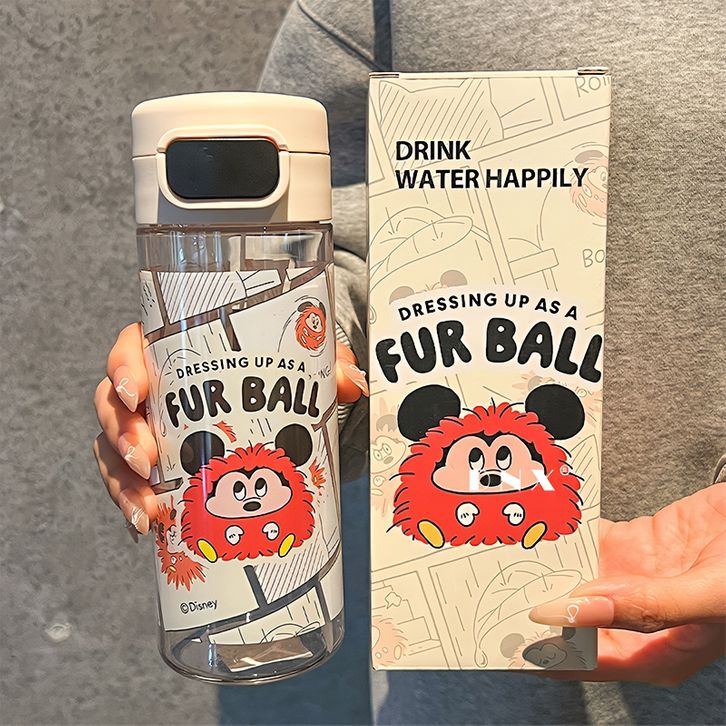 DRESSING UP AS A
FUR BALL
©Disney
DRINK
WATER HAPPILY
DRESSING UP AS A
FUR BALL